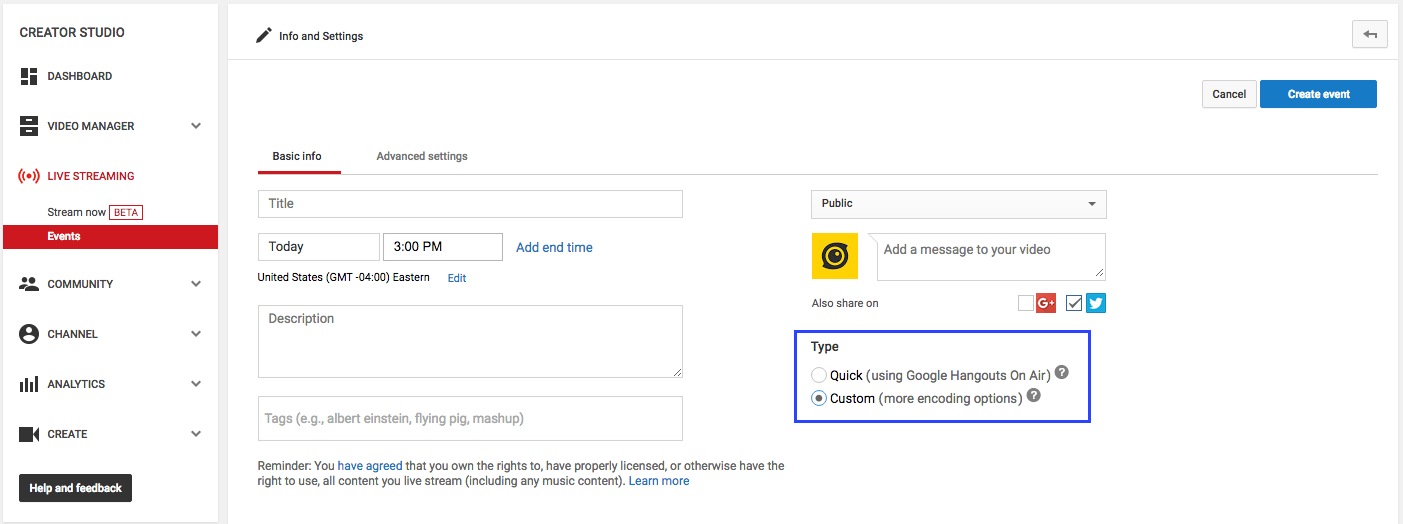 CREATOR STUDIO
DASHBOARD
VIDEO MANAGER
LIVE STREAMING
Stream now BETA
Events
COMMUNITY
CHANNEL
ANALYTICS
CREATE
Help and feedback
Info and Settings
Cancel
Create event
Basic info
Advanced settings
Title
Today
3:00 PM
Add end time
United States (GMT -04:00) Eastern
Edit
Description
Tags (e.g., albert einstein, flying pig, mashup)
Reminder: You have agreed that you own the rights to, have properly licensed, or otherwise have the
right to use, all content you live stream (including any music content). Learn more
Public
Add a message to your video
Also share on
G+
Type
Quick (using Google Hangouts On Air) ?
Custom (more encoding options) ?